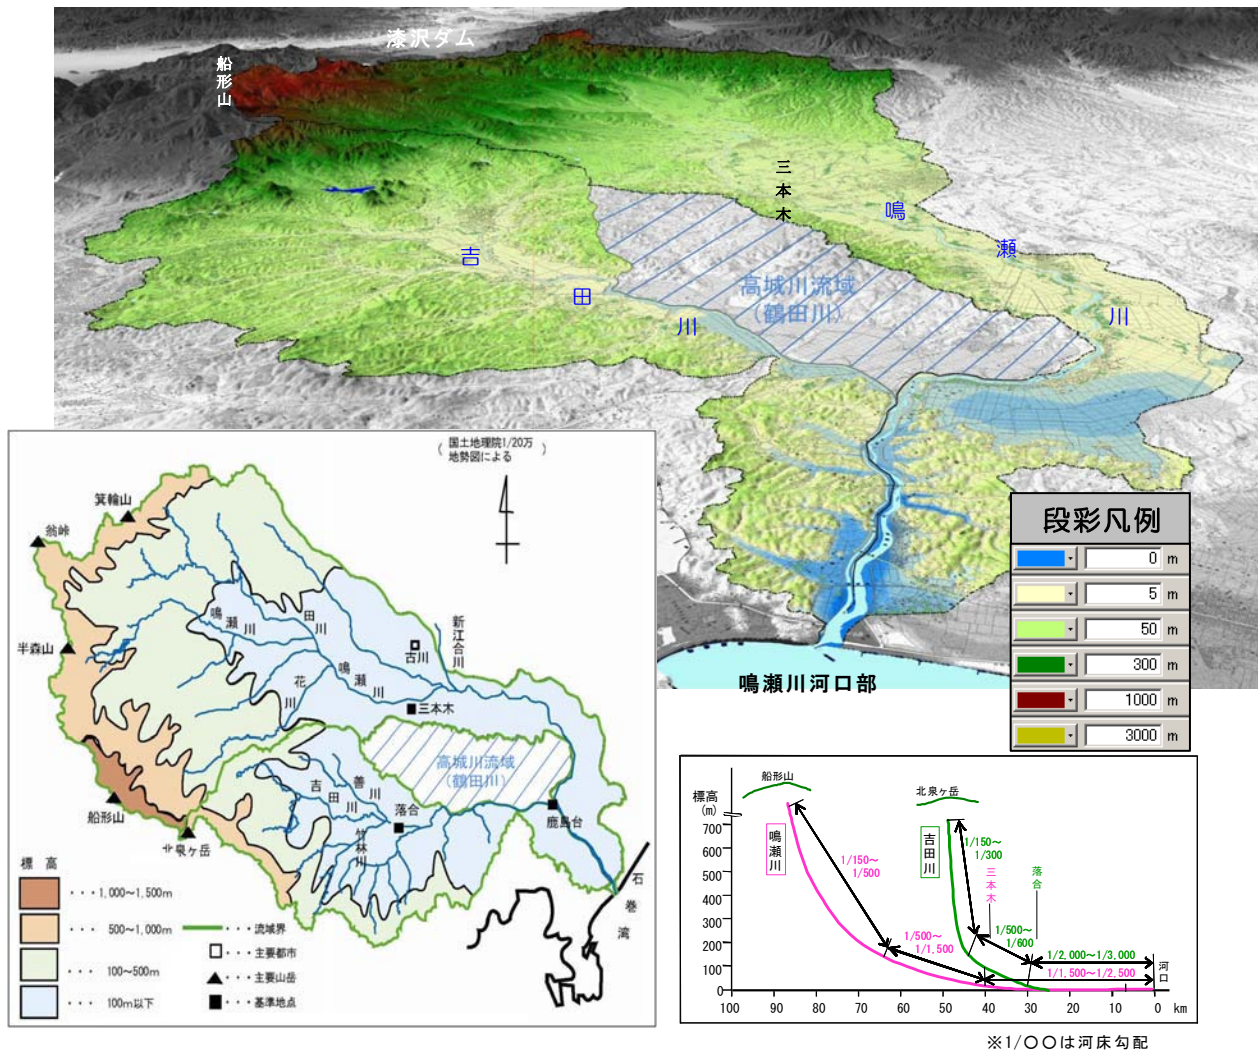 漆沢ダム
船形山
三本木
鳴瀬川
吉田川
高城川流域
(鶴田川)
鳴瀬川河口部
段彩凡例
0 m
5 m
50 m
300 m
1000 m
3000 m
国土地理院1/20万
地勢図による
箕輪山
翁峠
半森山
船形山
北泉ヶ岳
鳴瀬川
田川
新江合川
古川
花川
鳴瀬川
三本木
高城川流域
(鶴田川)
吉田川
善川
落合
竹林川
鹿島台
石巻湾
標 高
・・・1,000～1,500m
・・・500～1,000m
・・・100～500m
・・・100m以下
・・・流域界
・・・主要都市
・・・主要山岳
・・・基準地点
標高
(m)
船形山
北泉ヶ岳
鳴瀬川
吉田川
1/150～
1/500
1/150～
1/300
三本木
落合
1/500～
1/1,500
1/500～
1/600
1/2,000～1/3,000
1/1,500～1/2,500
河口
700
600
500
400
300
200
100
0
100 90 80 70 60 50 40 30 20 10 0 km
※1/〇〇は河床勾配